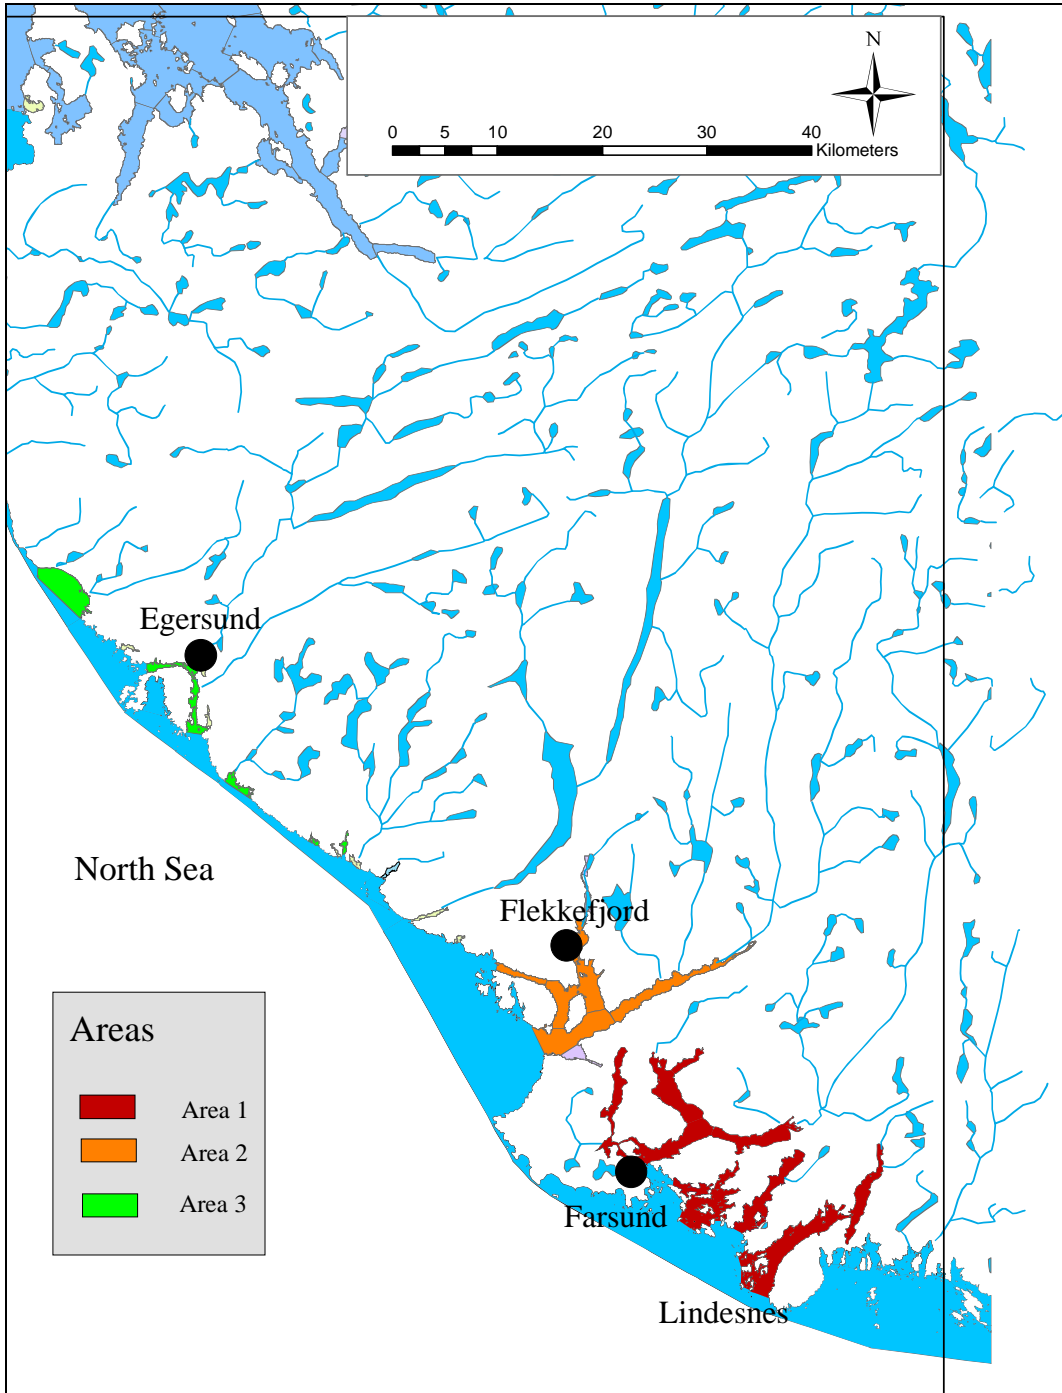 N
0 5 10 20 30 40
Kilometers
Egersund
North Sea
Flekkefjord
Areas
Area 1
Area 2
Area 3
Farsund
Lindesnes